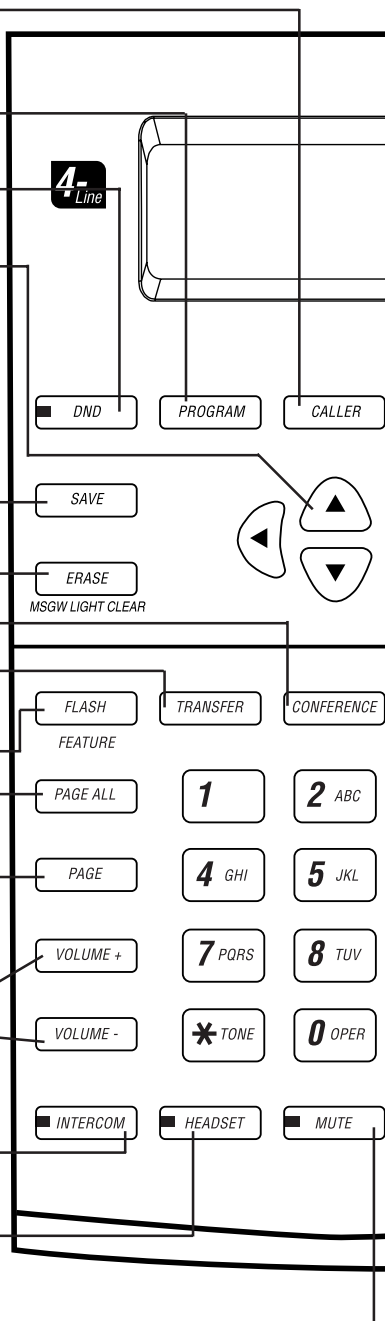 4-Line
DND PROGRAM CALLER
SAVE
ERASE
MSGW LIGHT CLEAR
FLASH TRANSFER CONFERENCE
FEATURE
PAGE ALL 1 2 ABC
PAGE 4 GHI 5 JKL
VOLUME + 7 PQRS 8 TUV
VOLUME - * TONE 0 OPER
INTERCOM HEADSET MUTE